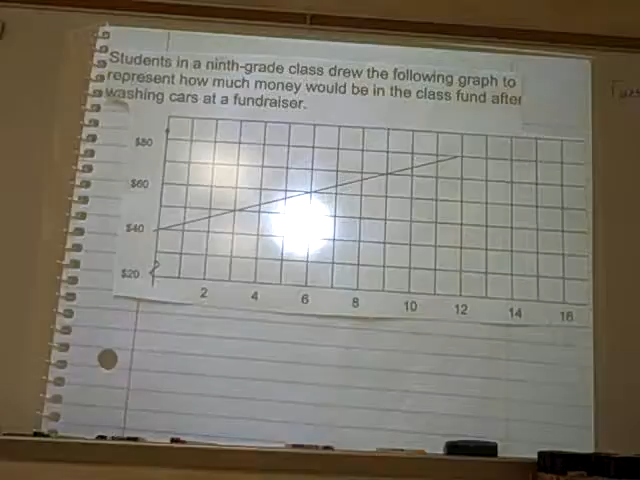 Students in a ninth-grade class drew the following graph to
represent how much money would be in the class fund after
washing cars at a fundraiser.
$80
$60
$40
$20
2 4 6 8 10 12 14 16